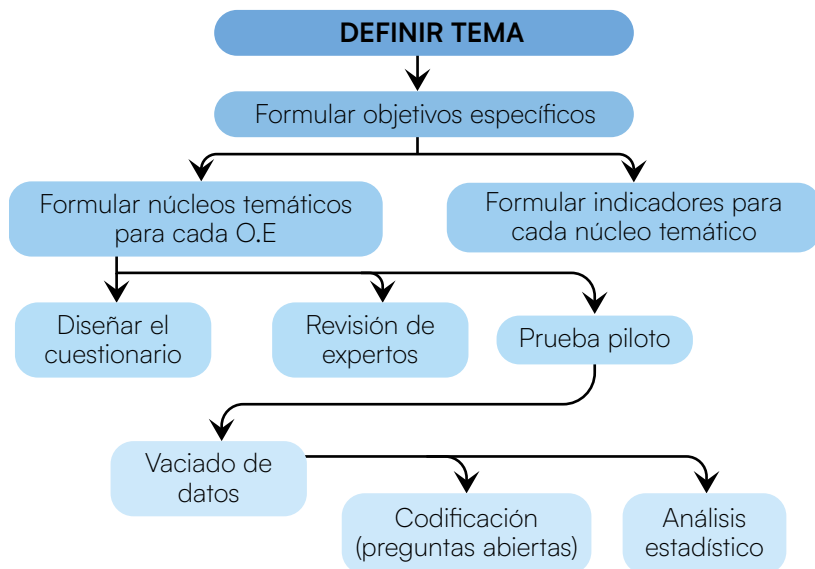 DEFINIR TEMA
Formular objetivos específicos
Formular núcleos temáticos
para cada O.E
Formular indicadores para
cada núcleo temático
Diseñar el
cuestionario
Revisión de
expertos
Prueba piloto
Vaciado de
datos
Codificación
(preguntas abiertas)
Análisis
estadístico